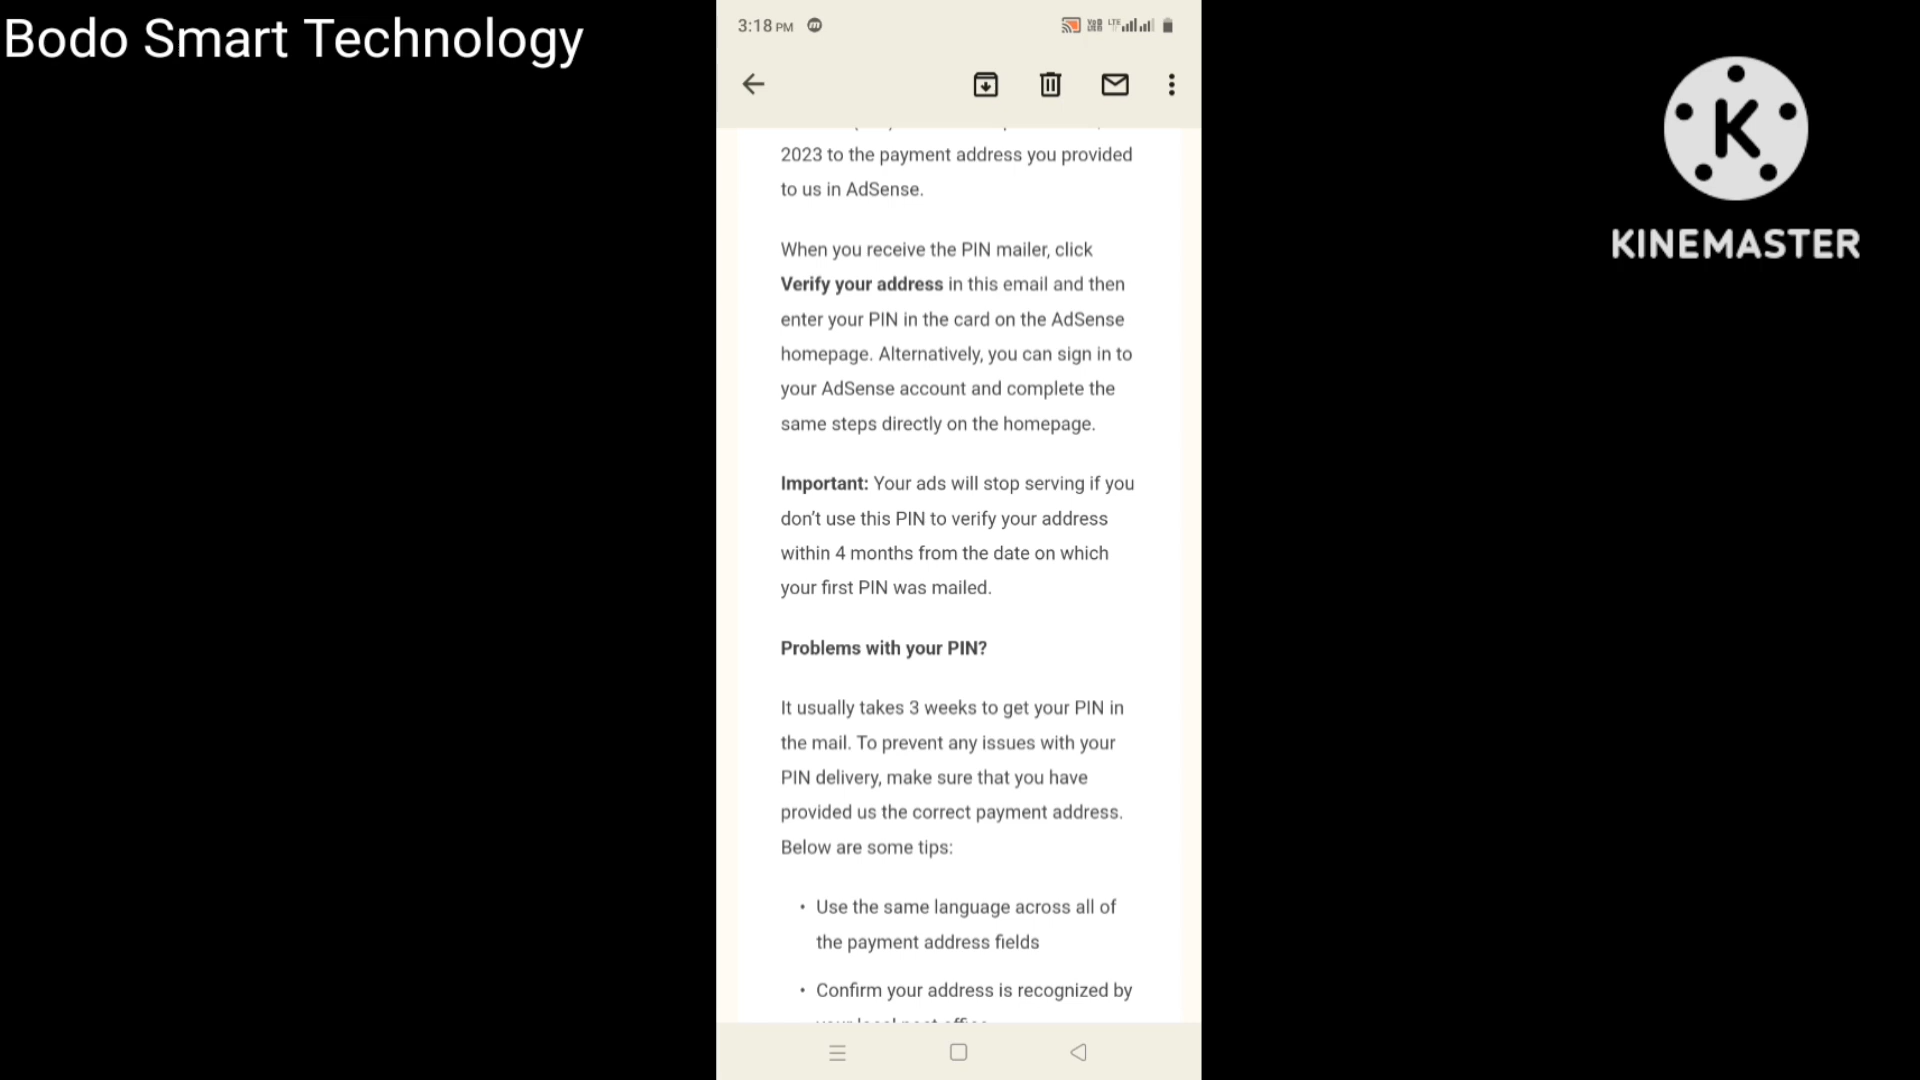 Bodo Smart Technology
3:18 PM
LTE
K
KINEMASTER
2023 to the payment address you provided
to us in AdSense.
When you receive the PIN mailer, click
Verify your address in this email and then
enter your PIN in the card on the AdSense
homepage. Alternatively, you can sign in to
your AdSense account and complete the
same steps directly on the homepage.
Important: Your ads will stop serving if you
don't use this PIN to verify your address
within 4 months from the date on which
your first PIN was mailed.
Problems with your PIN?
It usually takes 3 weeks to get your PIN in
the mail. To prevent any issues with your
PIN delivery, make sure that you have
provided us the correct payment address.
Below are some tips:
• Use the same language across all of
the payment address fields
• Confirm your address is recognized by